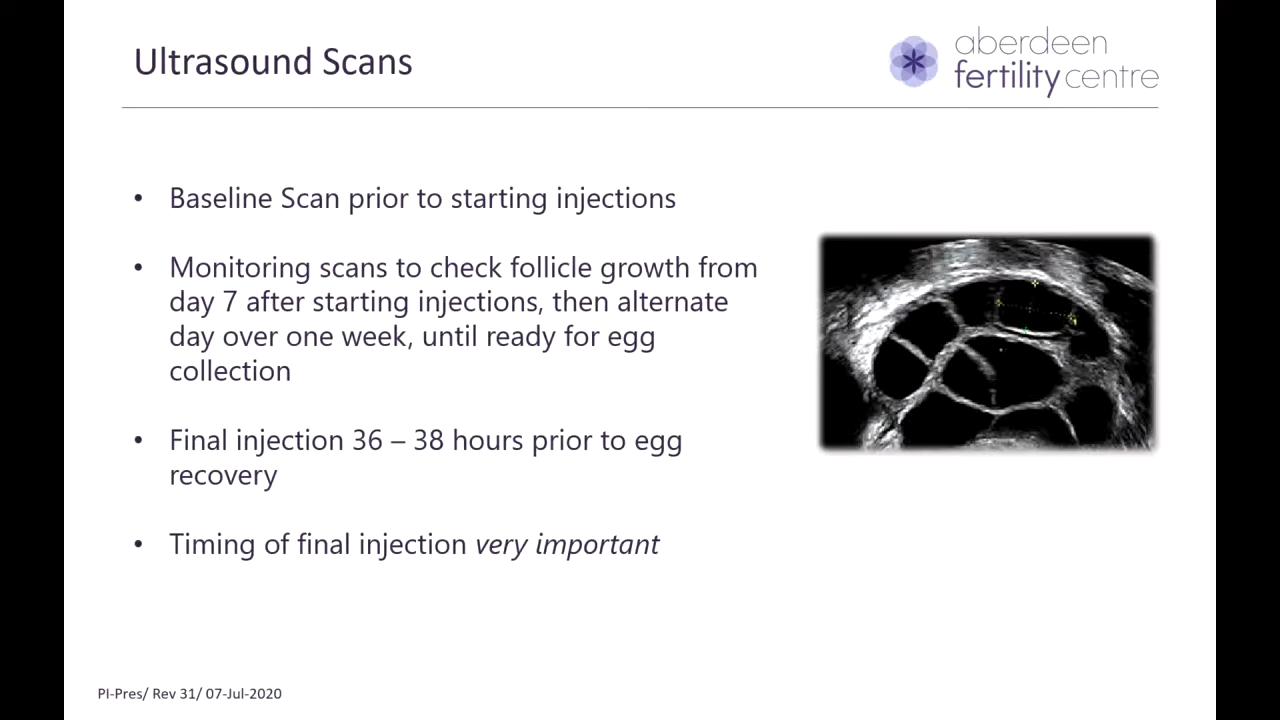 Ultrasound Scans
aberdeen
fertility centre
• Baseline Scan prior to starting injections
• Monitoring scans to check follicle growth from
day 7 after starting injections, then alternate
day over one week, until ready for egg
collection
• Final injection 36 – 38 hours prior to egg
recovery
• Timing of final injection very important
PI-Pres/ Rev 31/ 07-Jul-2020